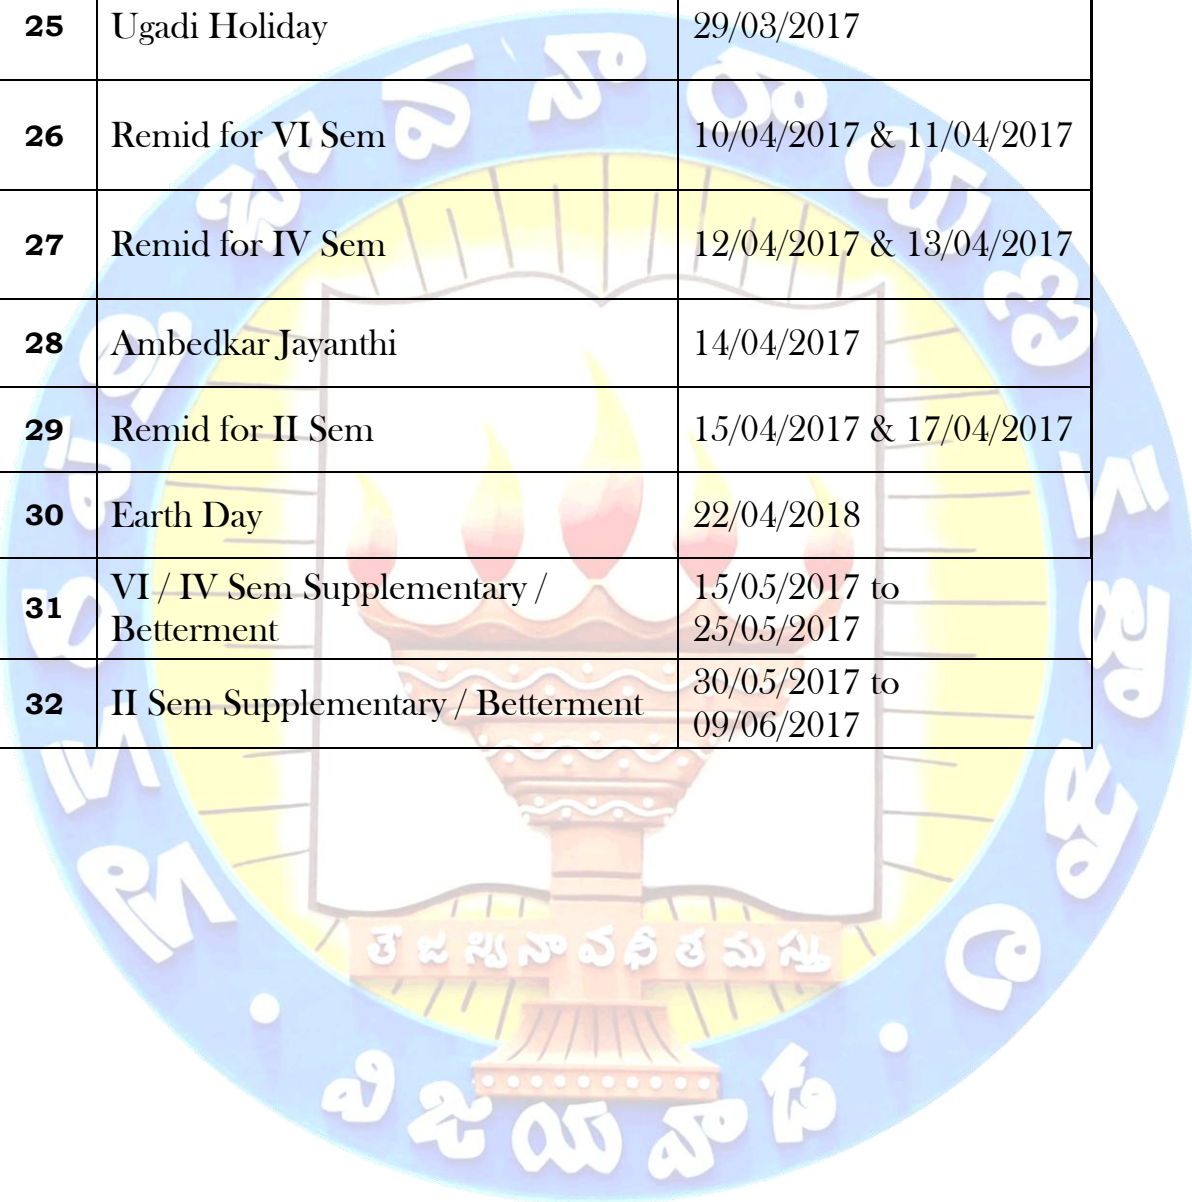 25 Ugadi Holiday 29/03/2017
26 Remid for VI Sem 10/04/2017 & 11/04/2017
27 Remid for IV Sem 12/04/2017 & 13/04/2017
28 Ambedkar Jayanthi 14/04/2017
29 Remid for II Sem 15/04/2017 & 17/04/2017
30 Earth Day 22/04/2018
31 VI / IV Sem Supplementary / 15/05/2017 to
Betterment 25/05/2017
32 II Sem Supplementary / Betterment 30/05/2017 to
09/06/2017
తే జ స్వి నా వ ధీ త మ స్తు
విజయవాడ